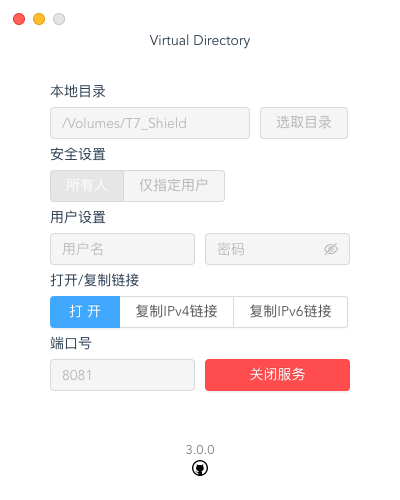 Virtual Directory
本地目录
/Volumes/T7_Shield 选取目录
安全设置
所有人 仅指定用户
用户设置
用户名 密码
打开/复制链接
打 开 复制IPv4链接 复制IPv6链接
端口号
8081 关闭服务
3.0.0